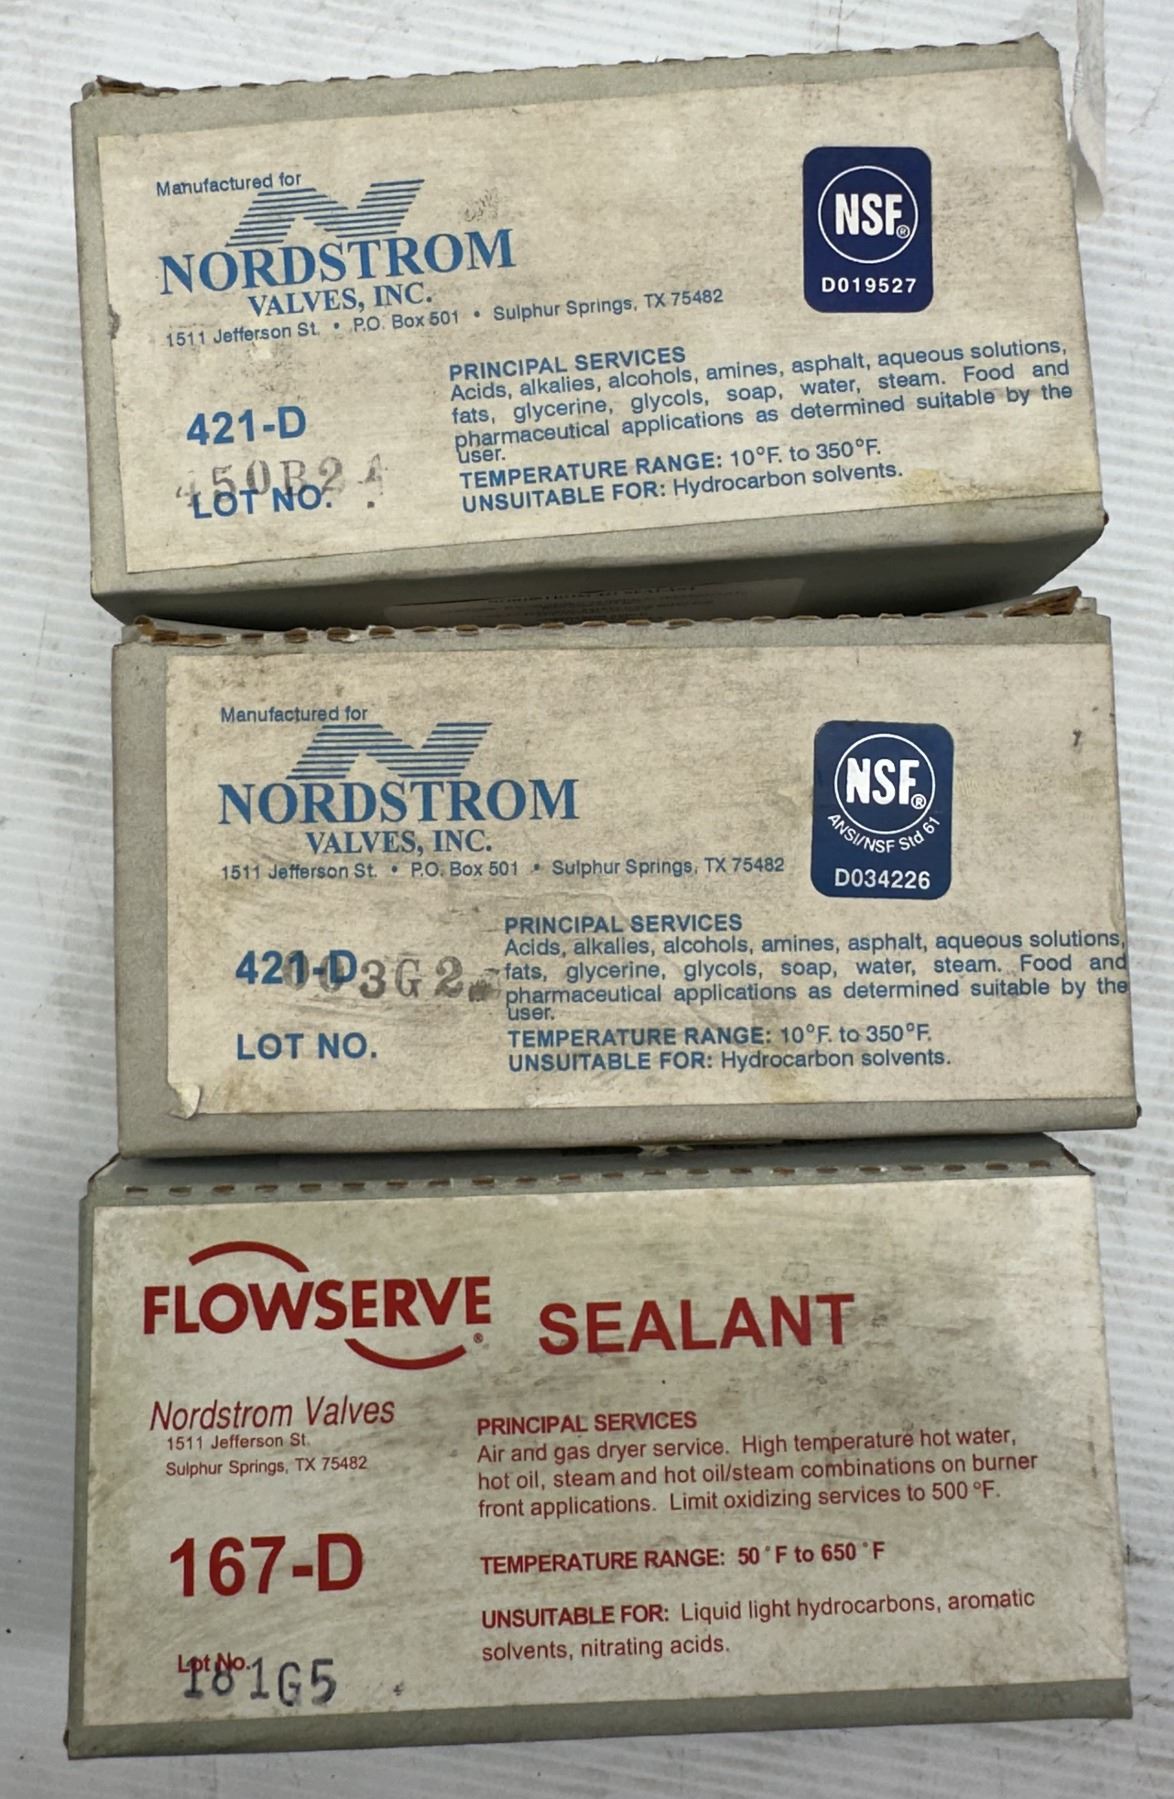 Manufactured for
NORDSTROM
VALVES, INC.
1511 Jefferson St. • P.O. Box 501 • Sulphur Springs, TX 75482
NSF®
D019527
PRINCIPAL SERVICES
Acids, alkalies, alcohols, amines, asphalt, aqueous solutions,
fats, glycerine, glycols, soap, water, steam. Food and
pharmaceutical applications as determined suitable by the
user.
TEMPERATURE RANGE: 10°F. to 350°F.
UNSUITABLE FOR: Hydrocarbon solvents.
421-D
LOT NO.
Manufactured for
NORDSTROM
VALVES, INC.
1511 Jefferson St. • P.O. Box 501 • Sulphur Springs, TX 75482
NSF®
ANSI/NSF Std 61
D034226
PRINCIPAL SERVICES
Acids, alkalies, alcohols, amines, asphalt, aqueous solutions,
fats, glycerine, glycols, soap, water, steam. Food and
pharmaceutical applications as determined suitable by the
user.
TEMPERATURE RANGE: 10°F. to 350°F.
UNSUITABLE FOR: Hydrocarbon solvents.
421-D
LOT NO.
FLOWSERVE® SEALANT
Nordstrom Valves
1511 Jefferson St.
Sulphur Springs, TX 75482
167-D
Lot No.
181G5
PRINCIPAL SERVICES
Air and gas dryer service. High temperature hot water,
hot oil, steam and hot oil/steam combinations on burner
front applications. Limit oxidizing services to 500 °F.
TEMPERATURE RANGE: 50 °F to 650 °F
UNSUITABLE FOR: Liquid light hydrocarbons, aromatic
solvents, nitrating acids.